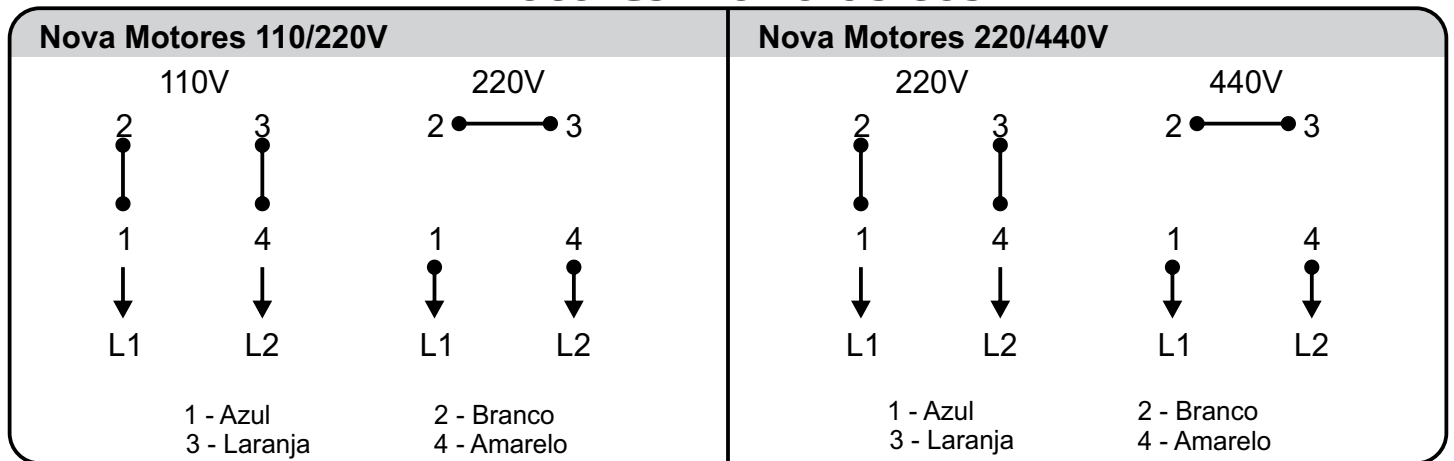 Nova Motores 110/220V
110V 220V
2 3 2 3
1 4 1 4
L1 L2 L1 L2
1 - Azul 2 - Branco
3 - Laranja 4 - Amarelo
Nova Motores 220/440V
220V 440V
2 3 2 3
1 4 1 4
L1 L2 L1 L2
1 - Azul 2 - Branco
3 - Laranja 4 - Amarelo